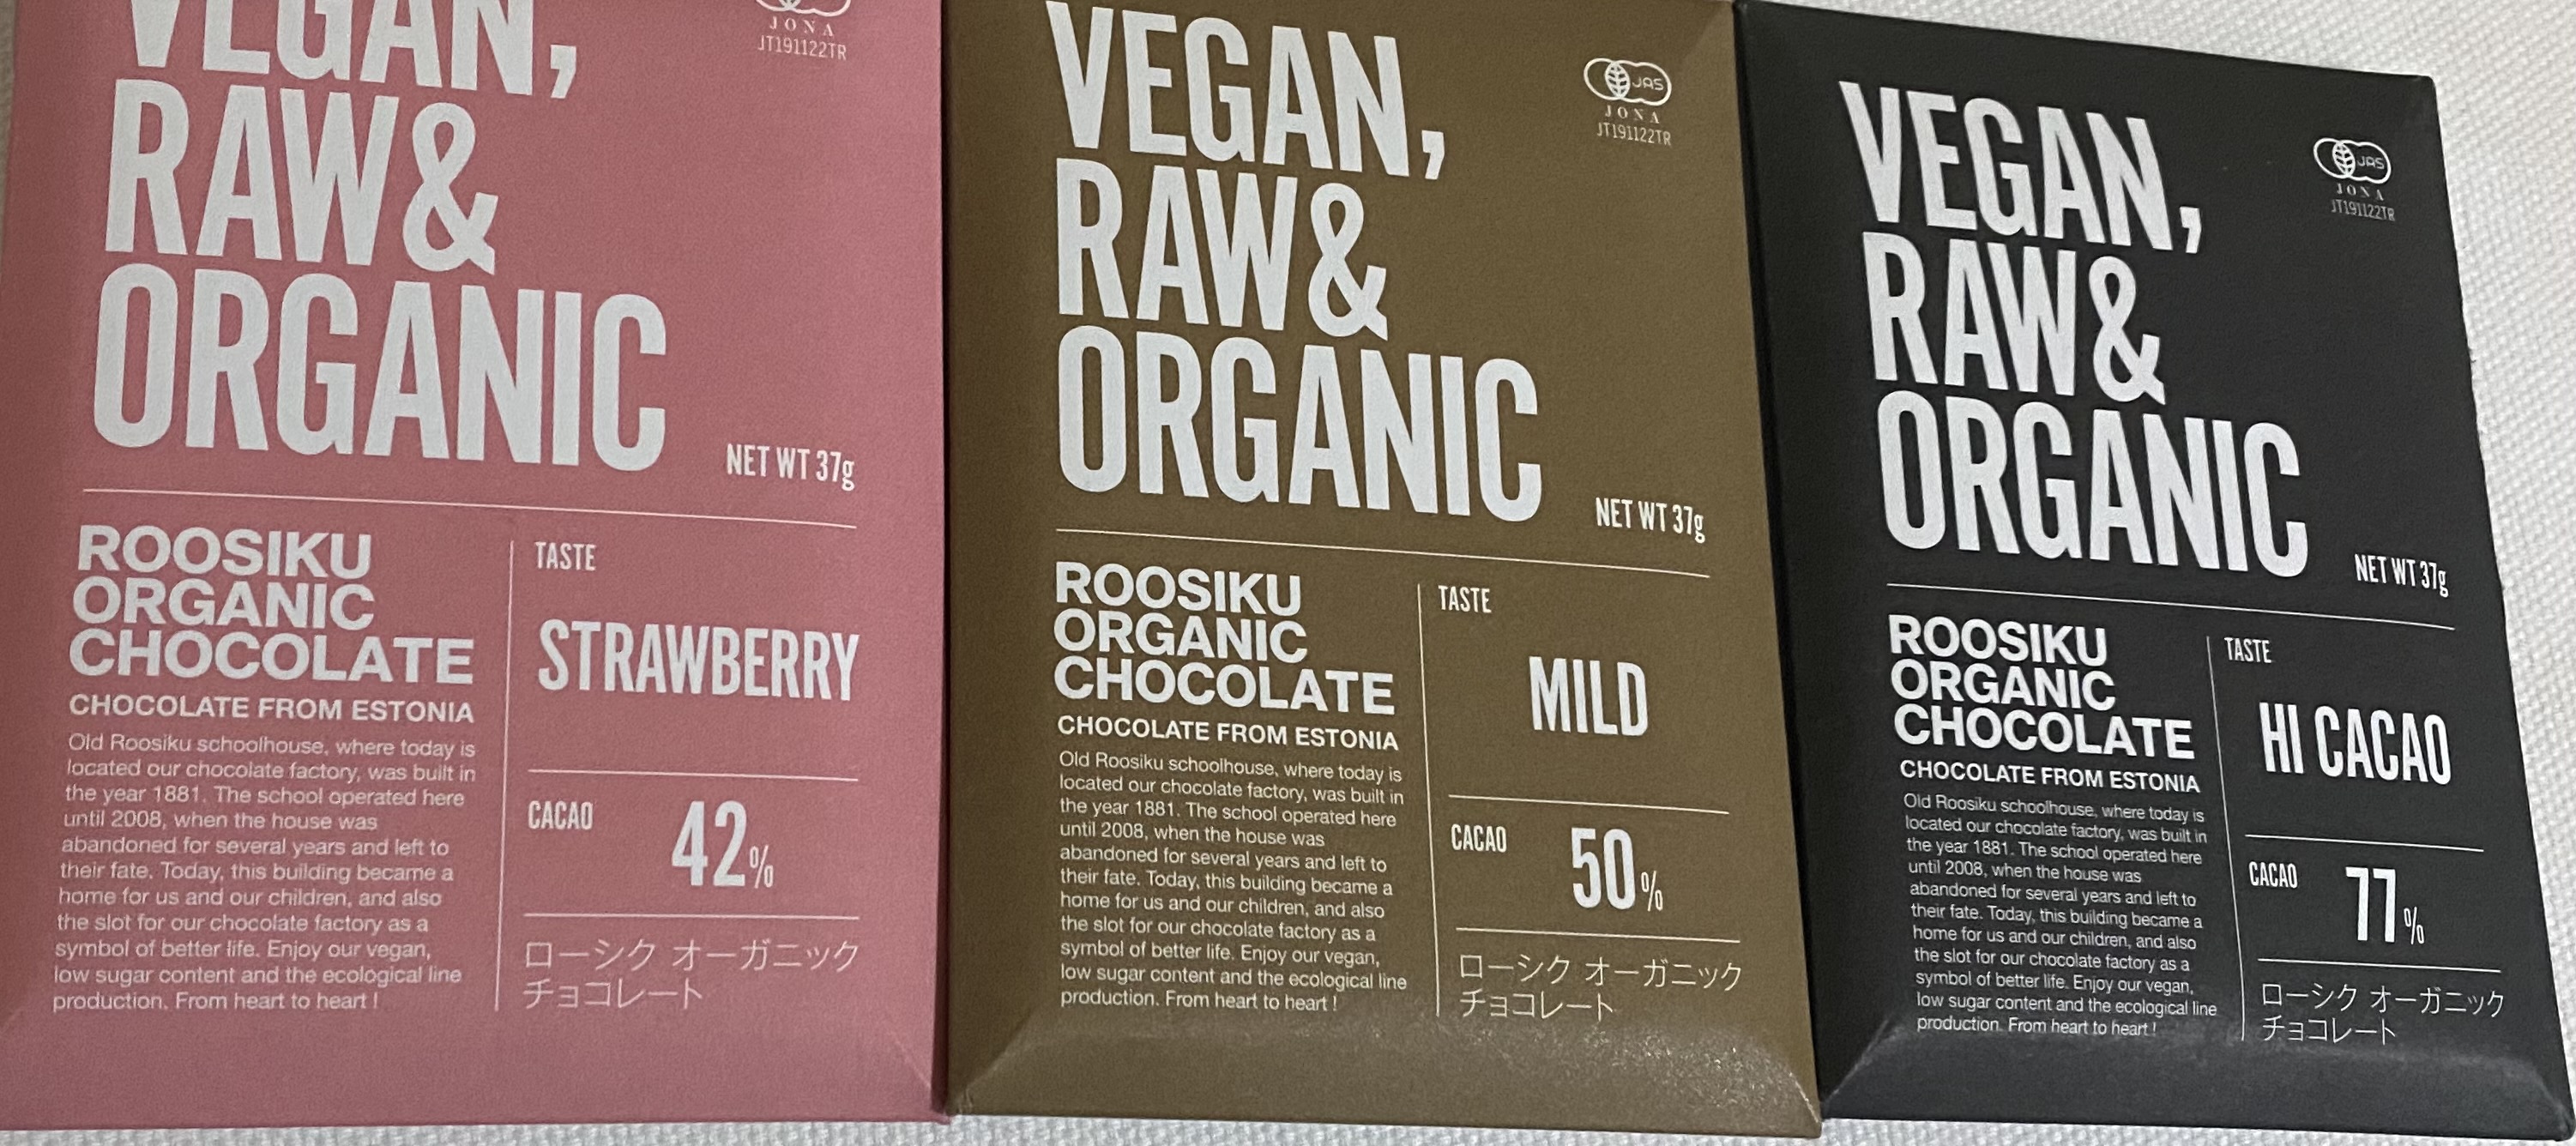 VEGAN,
RAW&
ORGANIC
JONA
JT191122TR
NET WT 37g
ROOSIKU
ORGANIC
CHOCOLATE
CHOCOLATE FROM ESTONIA
Old Roosiku schoolhouse, where today is
located our chocolate factory, was built in
the year 1881. The school operated here
until 2008, when the house was
abandoned for several years and left to
their fate. Today, this building became a
home for us and our children, and also
the slot for our chocolate factory as a
symbol of better life. Enjoy our vegan,
low sugar content and the ecological line
production. From heart to heart !
TASTE
STRAWBERRY
CACAO 42%
ローシク オーガニック
チョコレート
VEGAN,
RAW&
ORGANIC
JAS
JONA
JT191122TR
NET WT 37g
ROOSIKU
ORGANIC
CHOCOLATE
CHOCOLATE FROM ESTONIA
Old Roosiku schoolhouse, where today is
located our chocolate factory, was built in
the year 1881. The school operated here
until 2008, when the house was
abandoned for several years and left to
their fate. Today, this building became a
home for us and our children, and also
the slot for our chocolate factory as a
symbol of better life. Enjoy our vegan,
low sugar content and the ecological line
production. From heart to heart !
TASTE
MILD
CACAO 50%
ローシク オーガニック
チョコレート
VEGAN,
RAW&
ORGANIC
JAS
JONA
JT191122TR
NET WT 37g
ROOSIKU
ORGANIC
CHOCOLATE
CHOCOLATE FROM ESTONIA
Old Roosiku schoolhouse, where today is
located our chocolate factory, was built in
the year 1881. The school operated here
until 2008, when the house was
abandoned for several years and left to
their fate. Today, this building became a
home for us and our children, and also
the slot for our chocolate factory as a
symbol of better life. Enjoy our vegan,
low sugar content and the ecological line
production. From heart to heart !
TASTE
HI CACAO
CACAO 77%
ローシク オーガニック
チョコレート